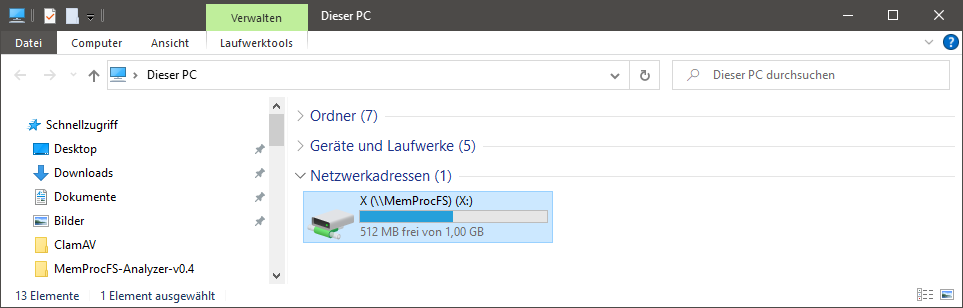 Verwalten
Dieser PC
Datei
Computer
Ansicht
Laufwerktools
Dieser PC
Dieser PC durchsuchen
Schnellzugriff
Desktop
Downloads
Dokumente
Bilder
ClamAV
MemProcFS-Analyzer-v0.4
Ordner (7)
Geräte und Laufwerke (5)
Netzwerkadressen (1)
X (\\MemProcFS) (X:)
512 MB frei von 1,00 GB
13 Elemente
1 Element ausgewählt